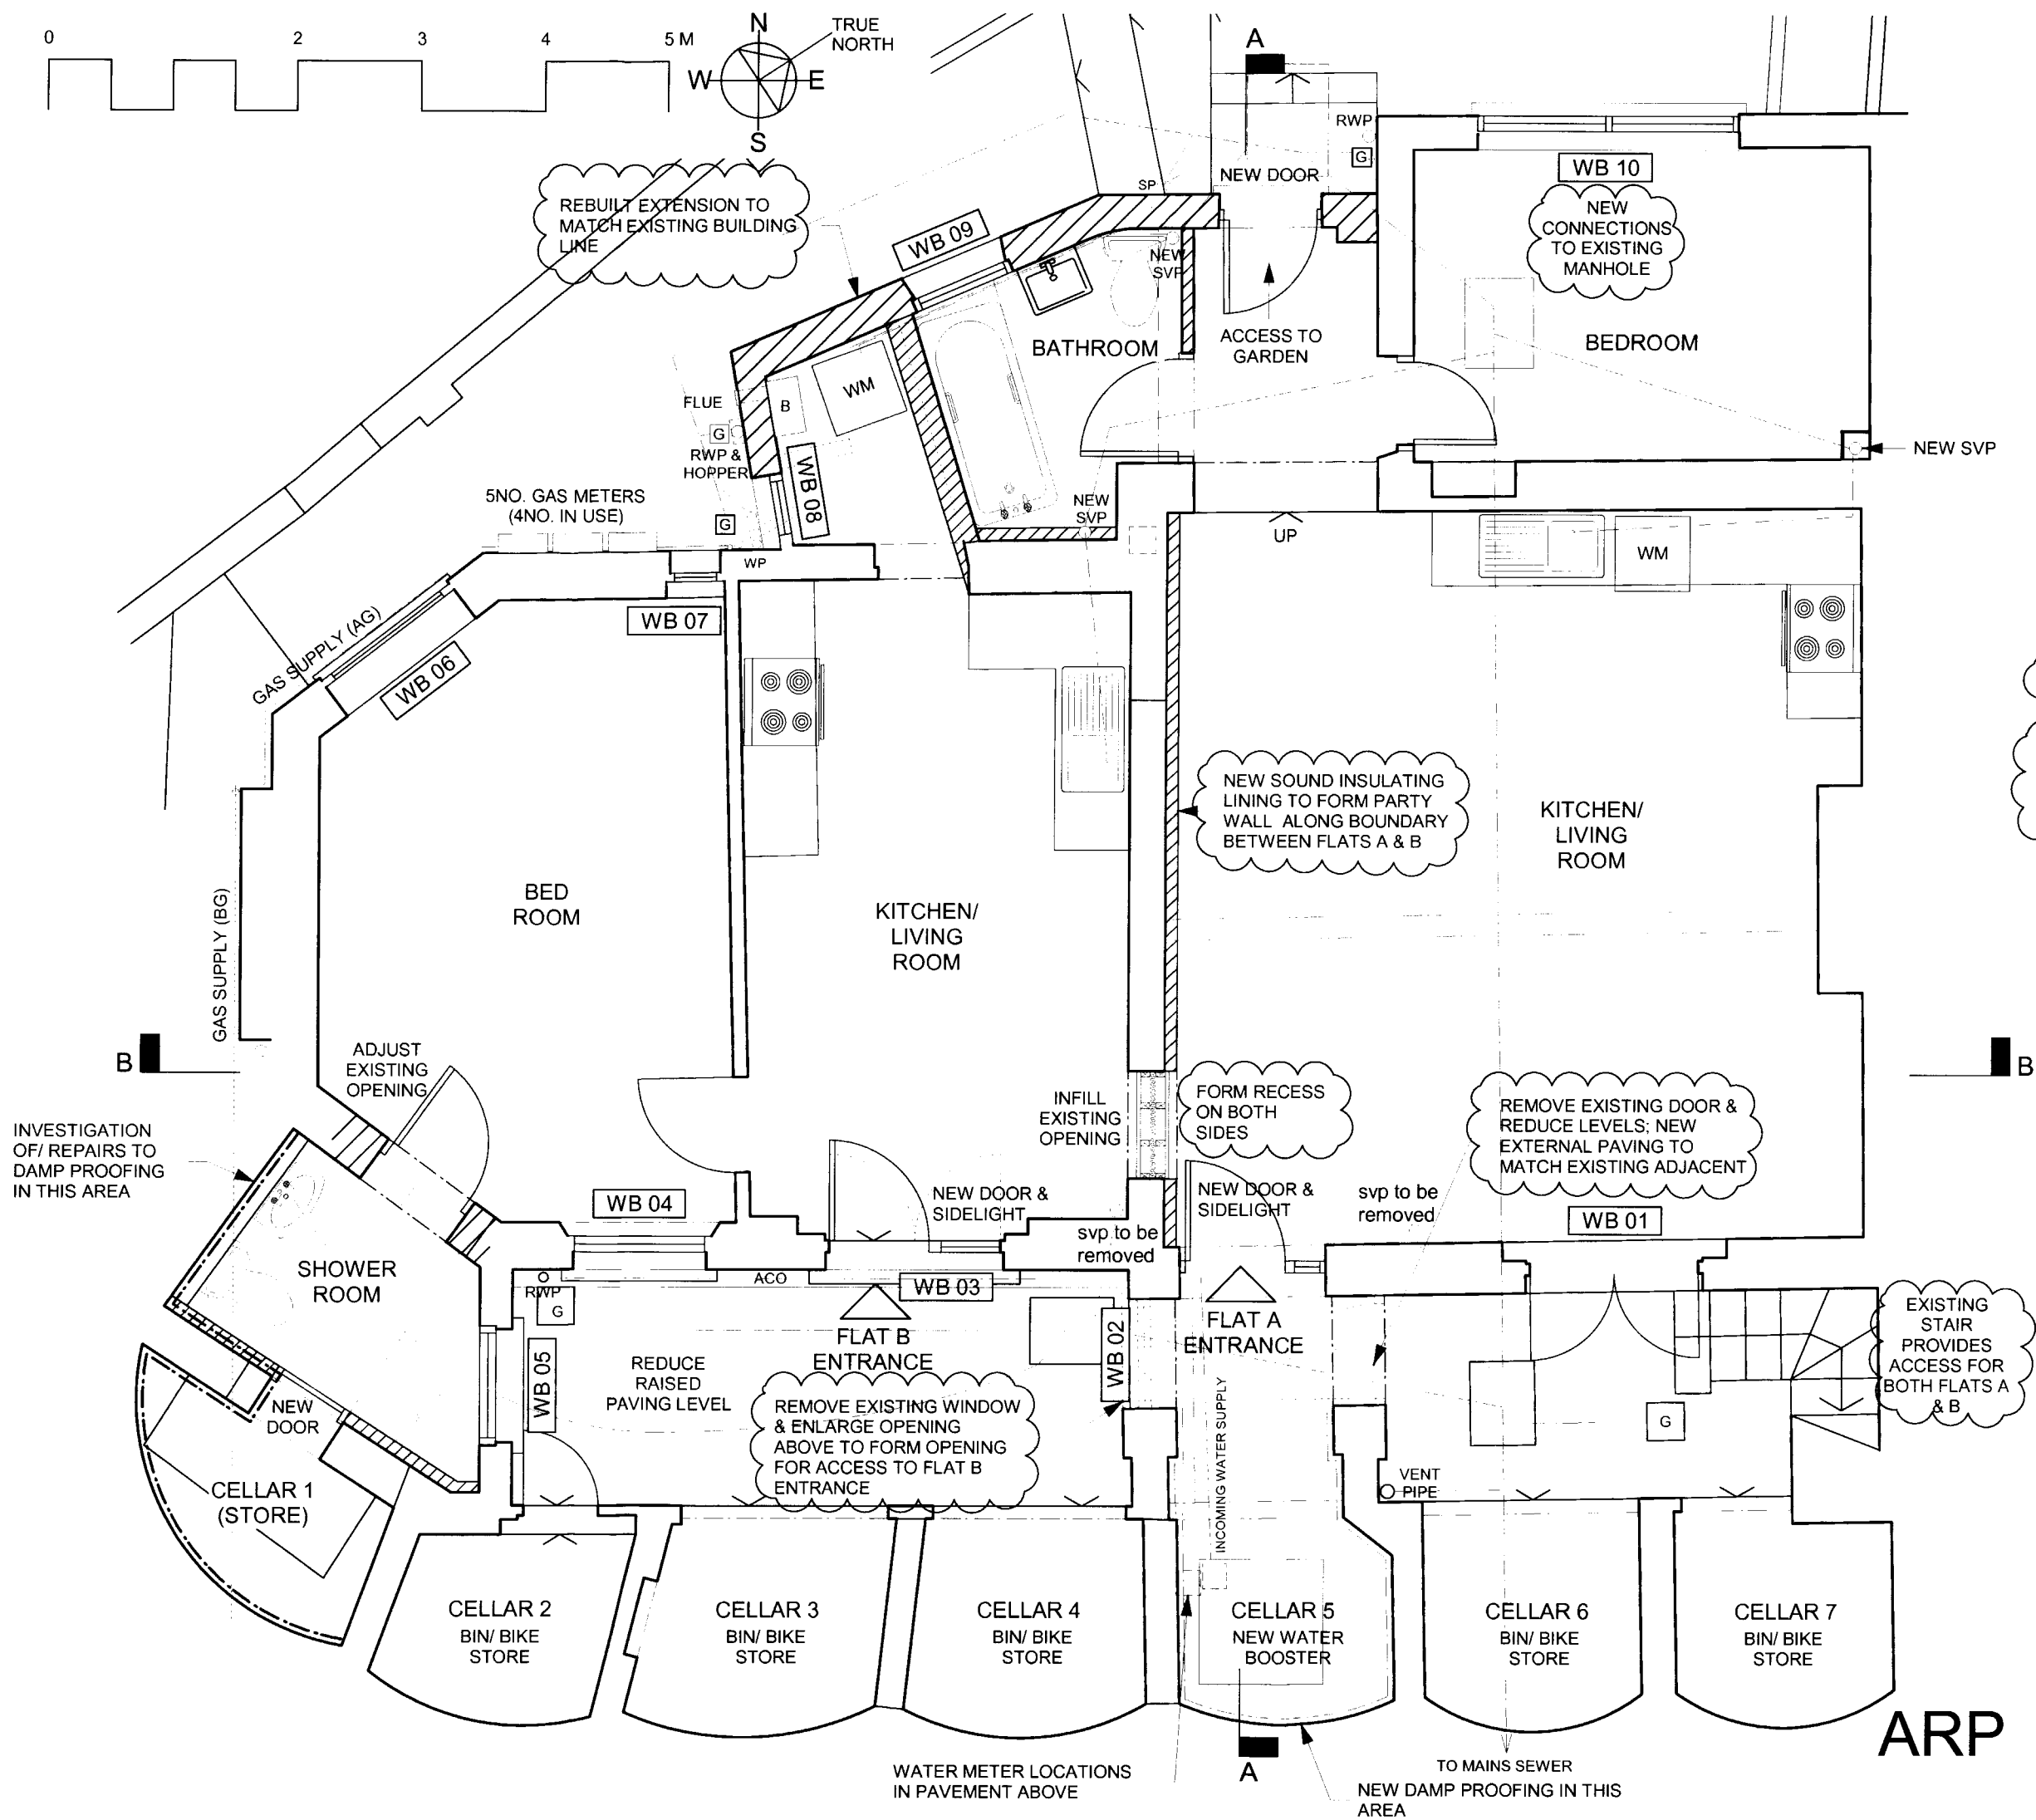 0 2 3 4 5 M
N
W E
S
TRUE
NORTH
A
REBUILT EXTENSION TO
MATCH EXISTING BUILDING
LINE
WB 09
SP
NEW DOOR
RWP
G
WB 10
NEW
CONNECTIONS
TO EXISTING
MANHOLE
NEW
SVP
BATHROOM
ACCESS TO
GARDEN
BEDROOM
FLUE
B
WM
G
RWP &
HOPPER
WB 08
NEW SVP
5NO. GAS METERS
(4NO. IN USE)
G
NEW
SVP
WP
UP
WM
GAS SUPPLY (AG)
WB 06
WB 07
NEW SOUND INSULATING
LINING TO FORM PARTY
WALL ALONG BOUNDARY
BETWEEN FLATS A & B
KITCHEN/
LIVING
ROOM
BED
ROOM
KITCHEN/
LIVING
ROOM
GAS SUPPLY (BG)
B
B
ADJUST
EXISTING
OPENING
INFILL
EXISTING
OPENING
FORM RECESS
ON BOTH
SIDES
REMOVE EXISTING DOOR &
REDUCE LEVELS; NEW
EXTERNAL PAVING TO
MATCH EXISTING ADJACENT
INVESTIGATION
OF/ REPAIRS TO
DAMP PROOFING
IN THIS AREA
WB 04
NEW DOOR &
SIDELIGHT
svp to be
removed
NEW DOOR &
SIDELIGHT
svp to be
removed
WB 01
SHOWER
ROOM
RWP
G
ACO
WB 03
FLAT B
ENTRANCE
WB 02
FLAT A
ENTRANCE
EXISTING
STAIR
PROVIDES
ACCESS FOR
BOTH FLATS A
& B
WB 05
REDUCE
RAISED
PAVING LEVEL
REMOVE EXISTING WINDOW
& ENLARGE OPENING
ABOVE TO FORM OPENING
FOR ACCESS TO FLAT B
ENTRANCE
INCOMING WATER SUPPLY
G
NEW
DOOR
VENT
PIPE
CELLAR 1
(STORE)
CELLAR 2
BIN/ BIKE
STORE
CELLAR 3
BIN/ BIKE
STORE
CELLAR 4
BIN/ BIKE
STORE
CELLAR 5
NEW WATER
BOOSTER
CELLAR 6
BIN/ BIKE
STORE
CELLAR 7
BIN/ BIKE
STORE
ARP
A
WATER METER LOCATIONS
IN PAVEMENT ABOVE
TO MAINS SEWER
NEW DAMP PROOFING IN THIS
AREA